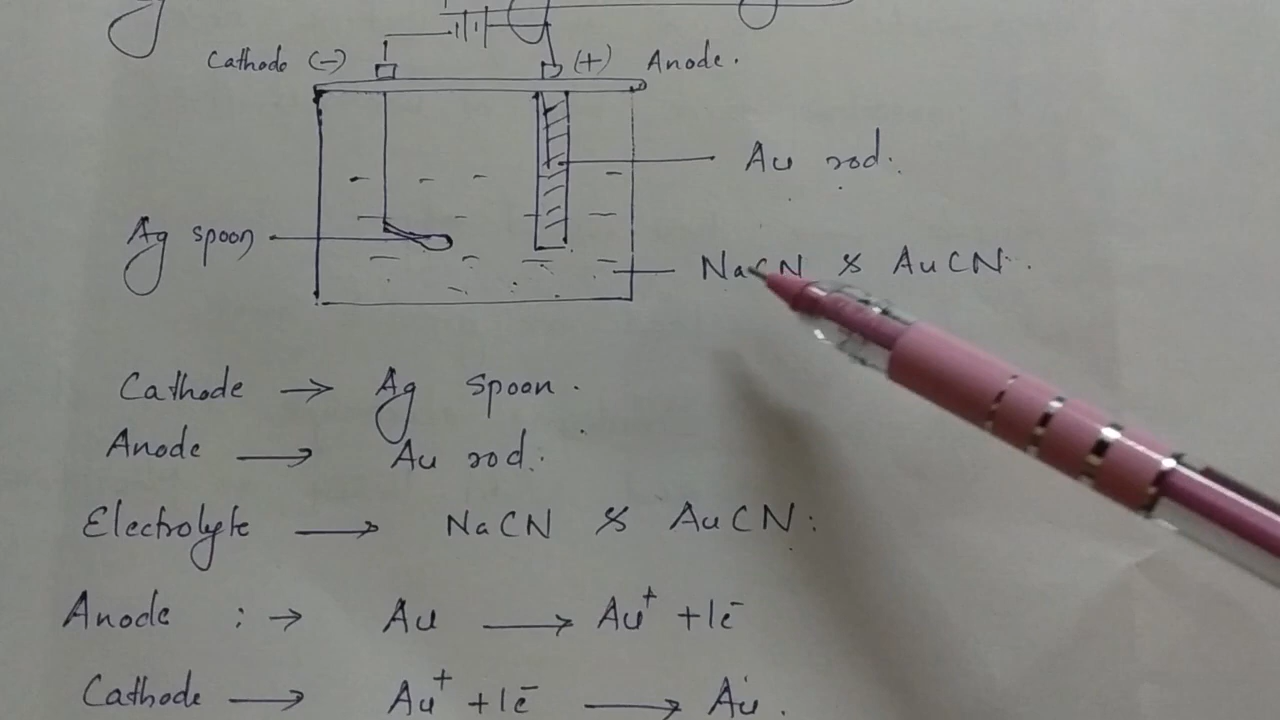 Cathode (-) (+) Anode.
Au rod.
Ag spoon
NaCN & AuCN.
Cathode → Ag spoon.
Anode → Au rod.
Electrolyte → NaCN & AuCN.
Anode : → Au → Au⁺ + 1e⁻
Cathode → Au⁺ + 1e⁻ → Au.